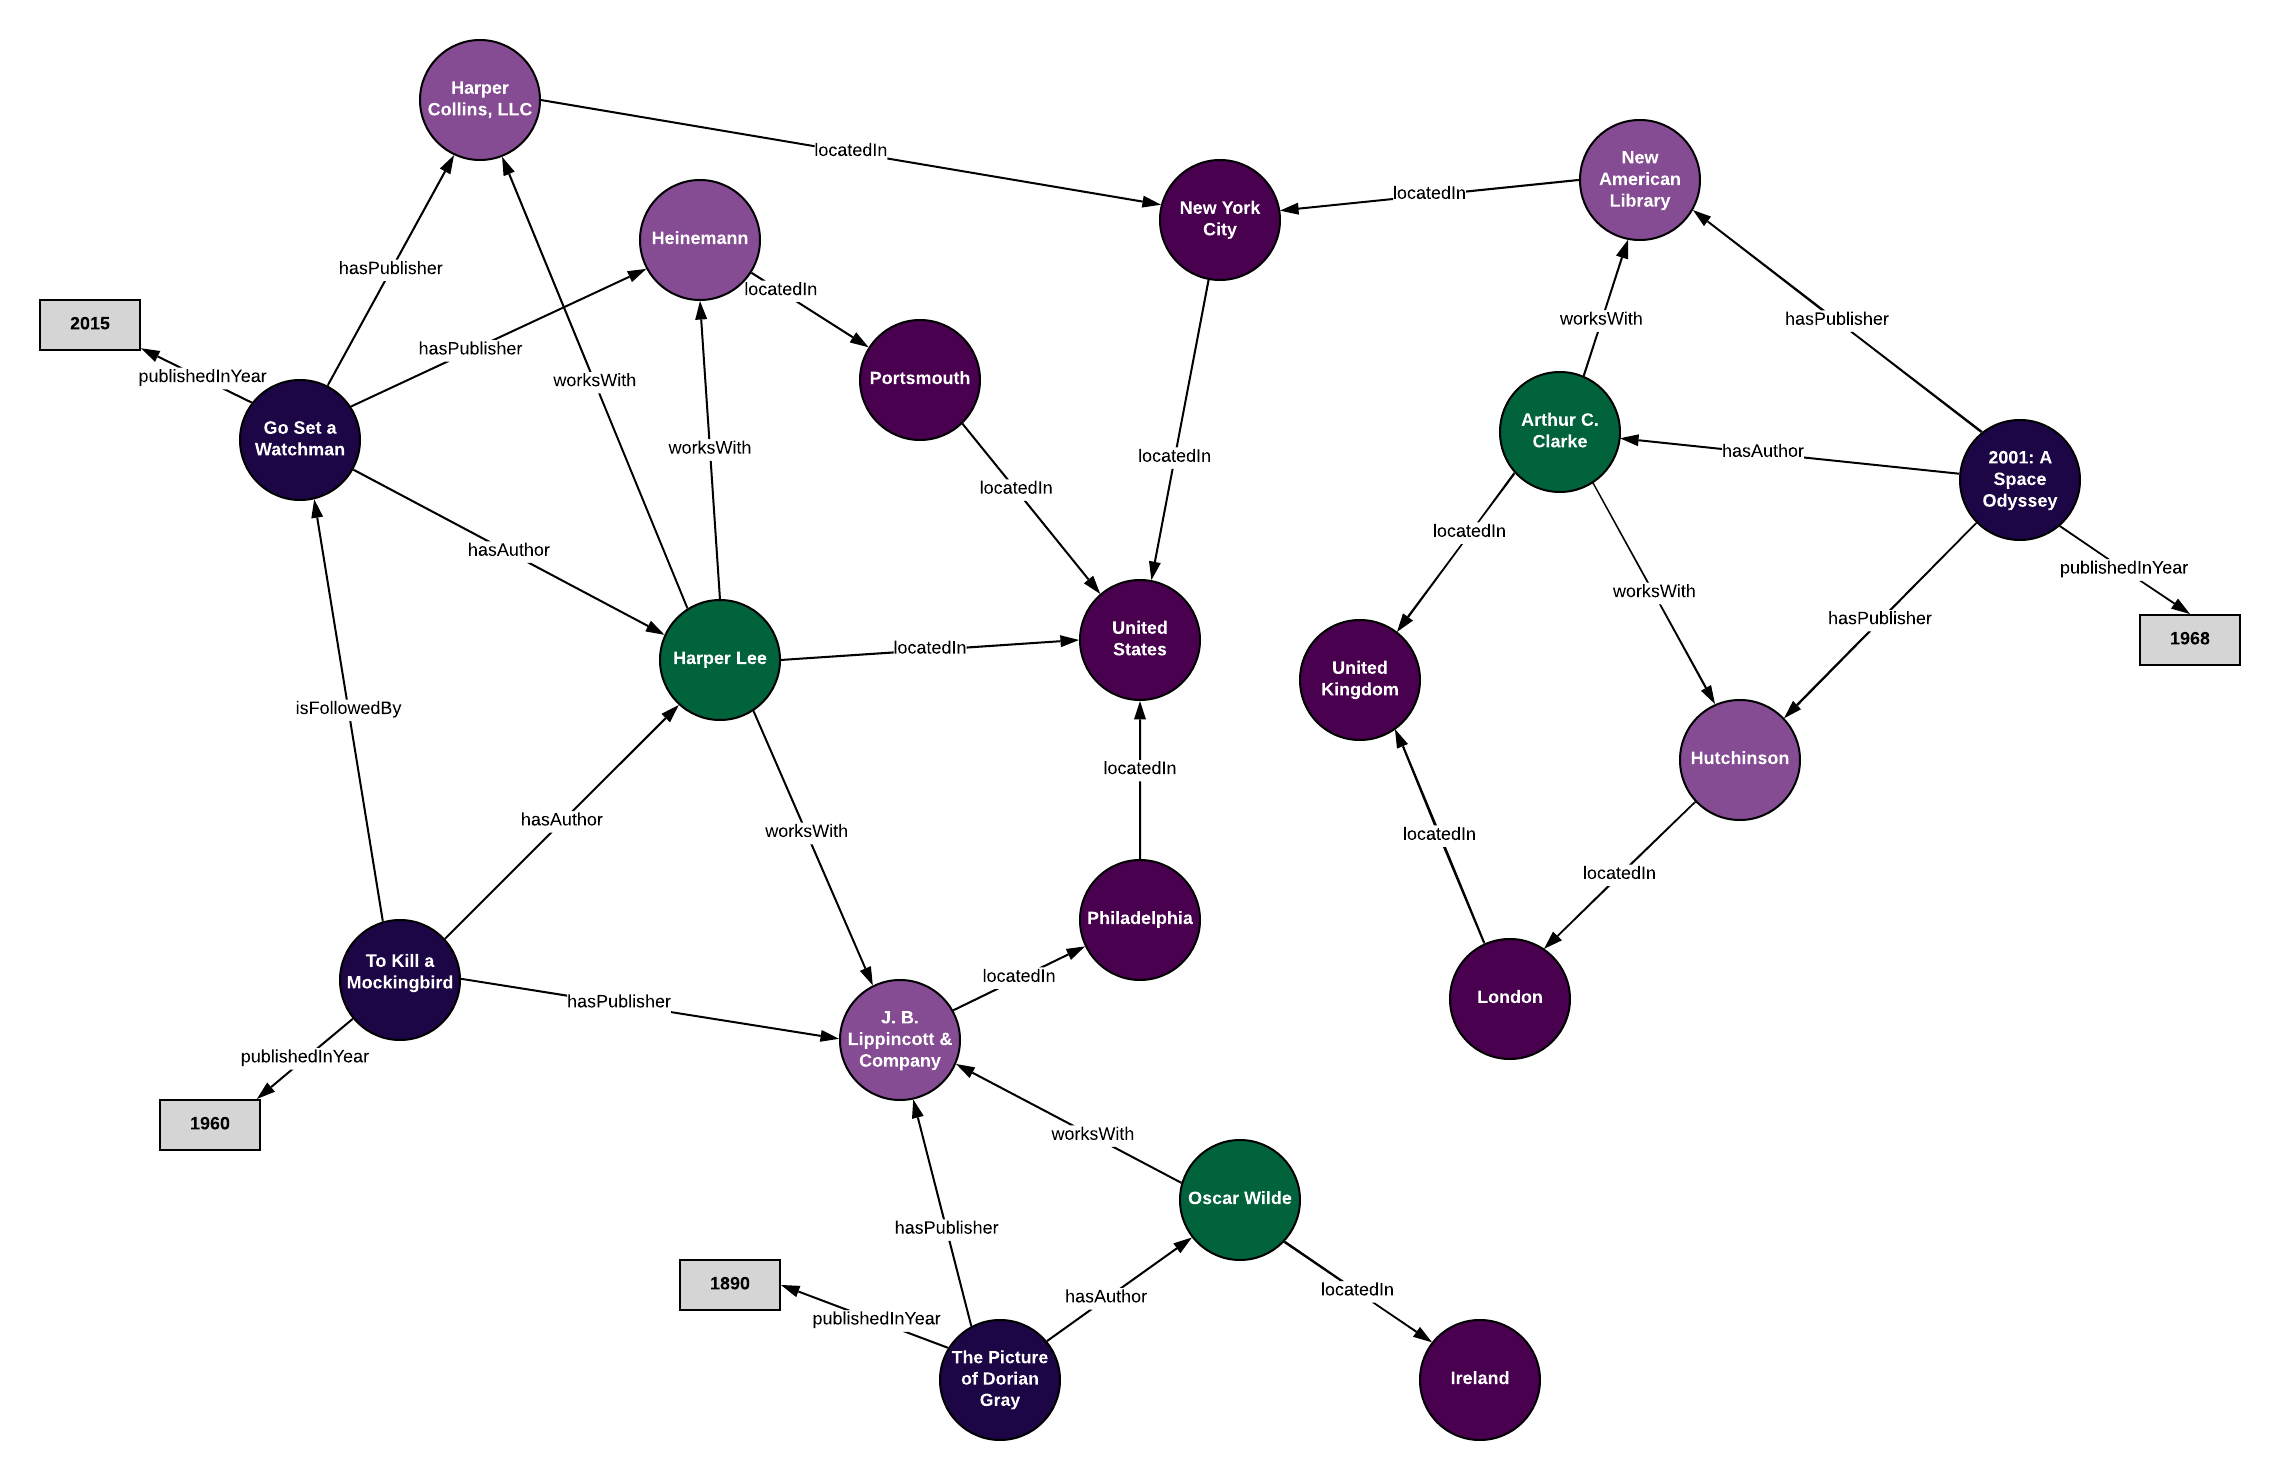 Harper
Collins, LLC
locatedIn
New
American
Library
locatedIn
New York
City
Heinemann
hasPublisher
locatedIn
2015
hasPublisher
worksWith
hasPublisher
publishedInYear
Portsmouth
worksWith
Go Set a
Watchman
worksWith
Arthur C.
Clarke
hasAuthor
locatedIn
2001: A
Space
Odyssey
locatedIn
hasAuthor
locatedIn
publishedInYear
worksWith
hasPublisher
United
States
1968
Harper Lee
locatedIn
United
Kingdom
isFollowedBy
Hutchinson
locatedIn
hasAuthor
worksWith
locatedIn
locatedIn
Philadelphia
To Kill a
Mockingbird
locatedIn
hasPublisher
London
J. B.
Lippincott &
Company
publishedInYear
1960
worksWith
Oscar Wilde
hasPublisher
1890
hasAuthor
locatedIn
publishedInYear
The Picture
of Dorian
Gray
Ireland